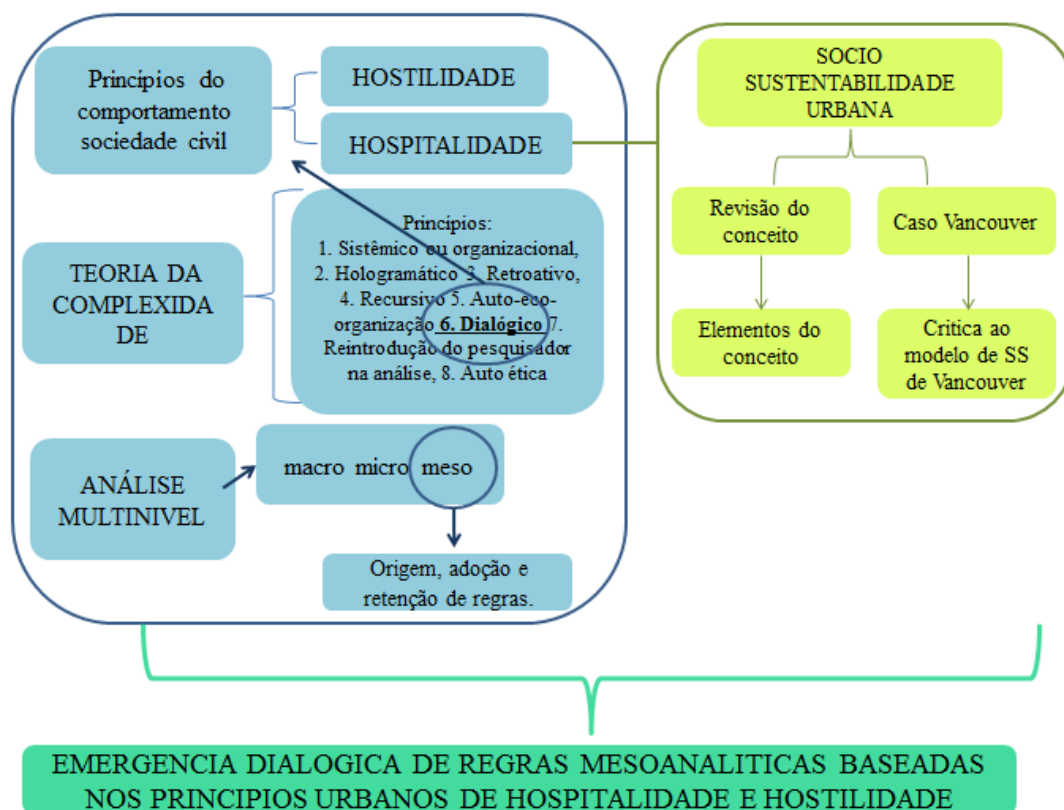 Princípios do
comportamento
sociedade civil
HOSTILIDADE
HOSPITALIDADE
TEORIA DA
COMPLEXIDA
DE
Princípios:
1. Sistêmico ou organizacional,
2. Hologramático 3. Retroativo,
4. Recursivo 5. Auto-eco-
organização 6. Dialógico 7.
Reintrodução do pesquisador
na análise, 8. Auto ética
ANÁLISE
MULTINIVEL
macro micro meso
Origem, adoção e
retenção de regras.
SOCIO
SUSTENTABILIDADE
URBANA
Revisão do
conceito
Caso Vancouver
Elementos do
conceito
Critica ao
modelo de SS
de Vancouver
EMERGENCIA DIALOGICA DE REGRAS MESOANALITICAS BASEADAS
NOS PRINCIPIOS URBANOS DE HOSPITALIDADE E HOSTILIDADE